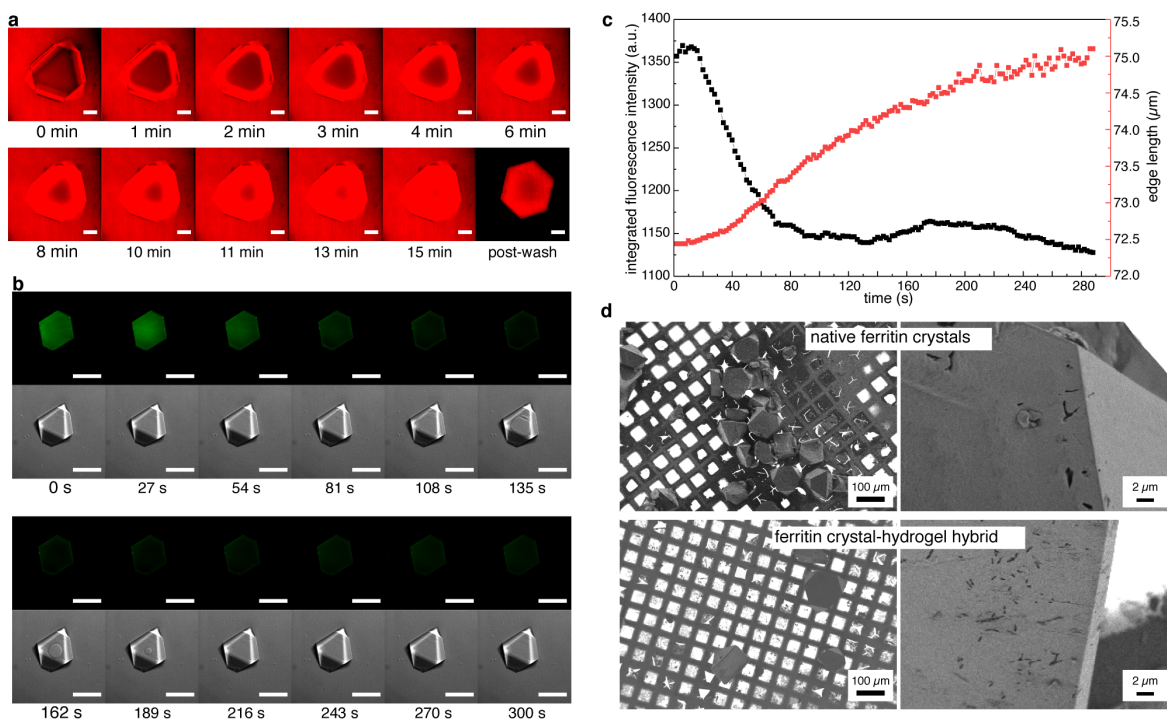 a
0 min 1 min 2 min 3 min 4 min 6 min
8 min 10 min 11 min 13 min 15 min post-wash
b
0 s 27 s 54 s 81 s 108 s 135 s
162 s 189 s 216 s 243 s 270 s 300 s
c
integrated fluorescence intensity (a.u.)
1400
1350
1300
1250
1200
1150
1100
0 40 80 120 160 200 240 280
time (s)
75.5
75.0
74.5
74.0
73.5
73.0
72.5
72.0
edge length (µm)
d
native ferritin crystals
100 µm
2 µm
ferritin crystal-hydrogel hybrid
100 µm
2 µm